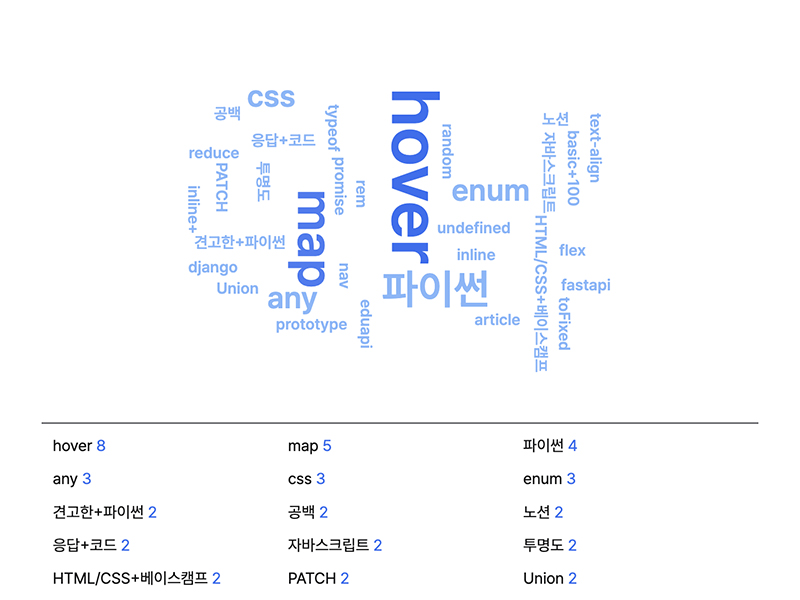 css
공백
typeof
hover
random
노션
text-align
basic+100
자바스크립트
응답+코드
reduce
PATCH
투명도
promise
rem
enum
inline+
map
undefined
HTML/CSS+베이스캠프
견고한+파이썬
inline
flex
django
nav
파이썬
Union
any
fastapi
toFixed
prototype
eduapi
article
hover 8
map 5
파이썬 4
any 3
css 3
enum 3
견고한+파이썬 2
공백 2
노션 2
응답+코드 2
자바스크립트 2
투명도 2
HTML/CSS+베이스캠프 2
PATCH 2
Union 2